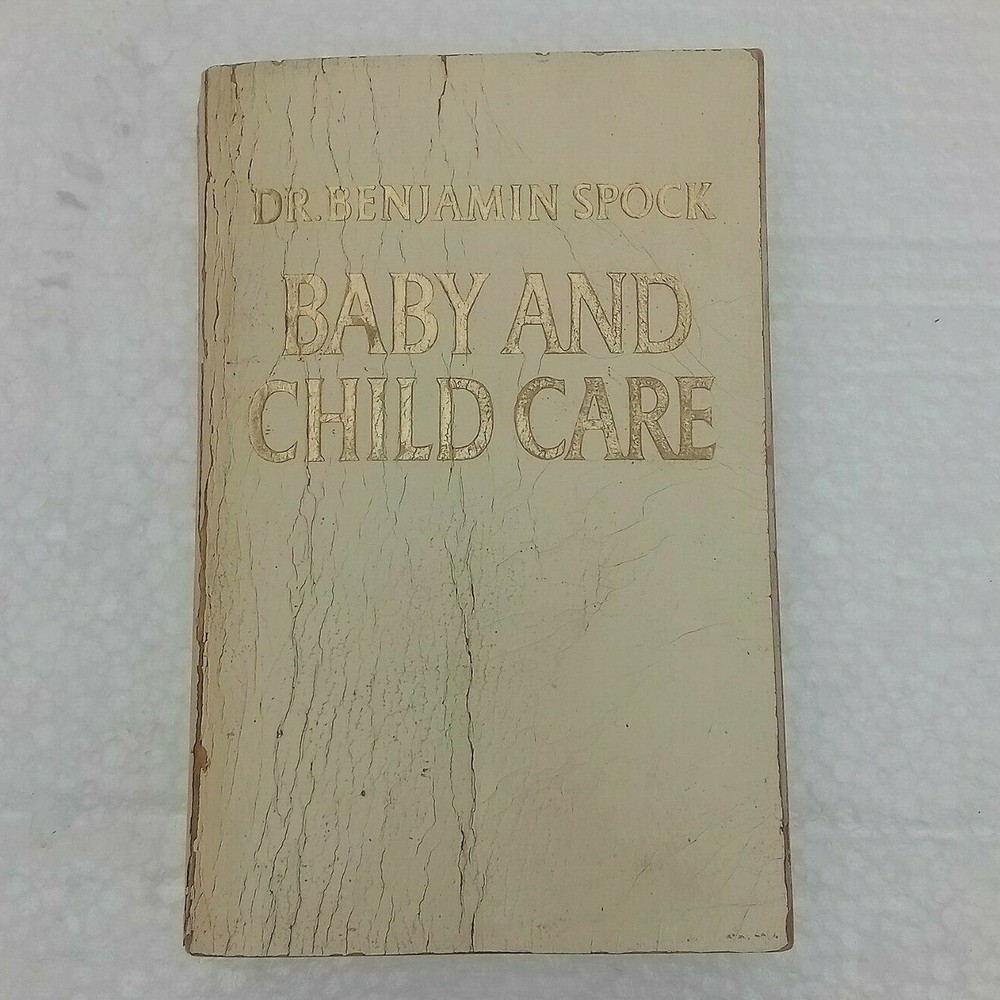 DR. BENJAMIN SPOCK
BABY AND
CHILD CARE